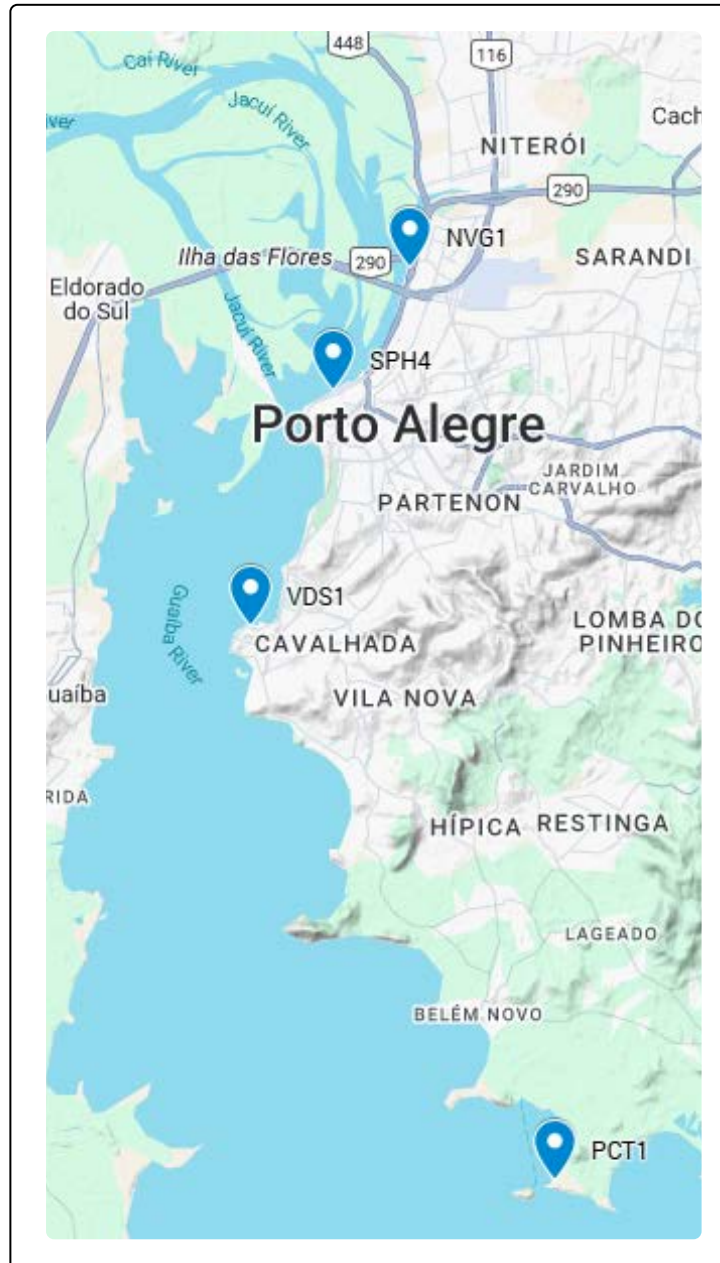 448
116
Caí River
Jacuí River
iver
Cach
NITERÓI
290
NVG1
Ilha das Flores
290
SARANDI
Eldorado
do Sul
Jacuí River
SPH4
Porto Alegre
JARDIM
CARVALHO
PARTENON
VDS1
Guaíba River
LOMBA DO
PINHEIRO
CAVALHADA
uaíba
VILA NOVA
RIDA
HÍPICA
RESTINGA
LAGEADO
BELÉM NOVO
PCT1